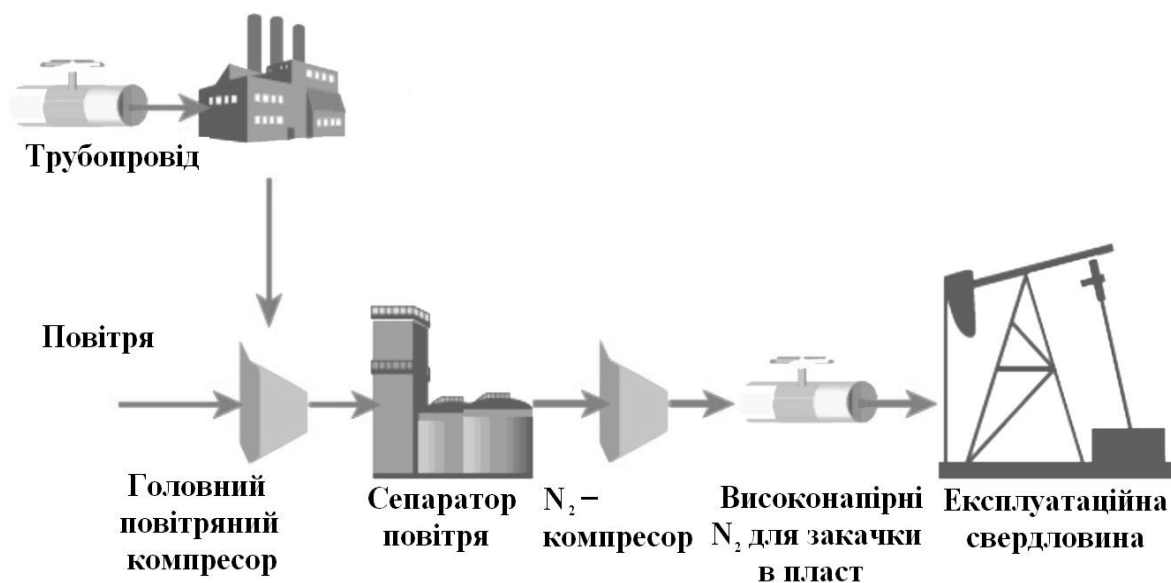 Трубопровід
Повітря
Головний
повітряний
компресор
Сепаратор
повітря
N₂ –
компресор
Високонапірні
N₂ для закачки
в пласт
Експлуатаційна
свердловина